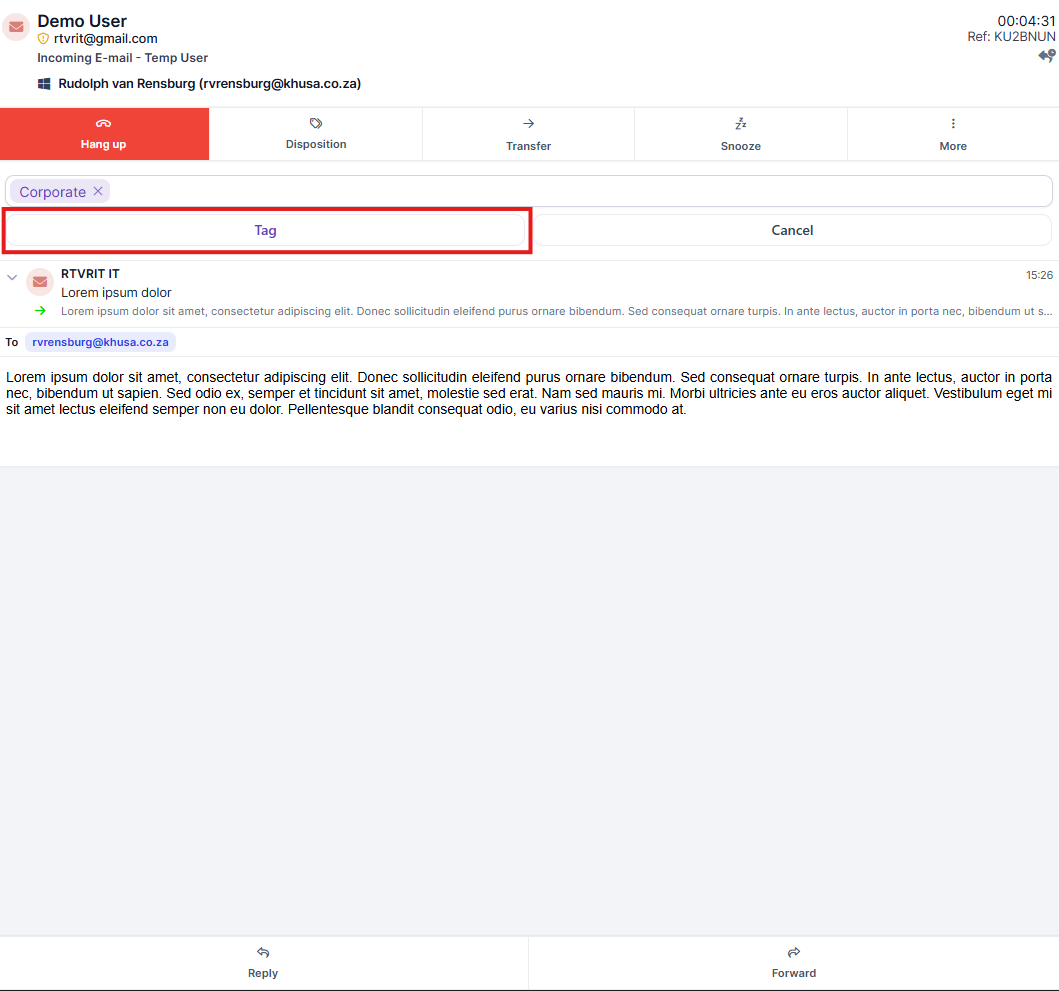 Demo User
00:04:31
rtvrit@gmail.com
Ref: KU2BNUN
Incoming E-mail - Temp User
Rudolph van Rensburg (rvrensburg@khusa.co.za)
Hang up
Disposition
Transfer
Snooze
More
Corporate
Tag
Cancel
RTVRIT IT
15:26
Lorem ipsum dolor
Lorem ipsum dolor sit amet, consectetur adipiscing elit. Donec sollicitudin eleifend purus ornare bibendum. Sed consequat ornare turpis. In ante lectus, auctor in porta nec, bibendum ut s...
To rvrensburg@khusa.co.za
Lorem ipsum dolor sit amet, consectetur adipiscing elit. Donec sollicitudin eleifend purus ornare bibendum. Sed consequat ornare turpis. In ante lectus, auctor in porta
nec, bibendum ut sapien. Sed odio ex, semper et tincidunt sit amet, molestie sed erat. Nam sed mauris mi. Morbi ultricies ante eu eros auctor aliquet. Vestibulum eget mi
sit amet lectus eleifend semper non eu dolor. Pellentesque blandit consequat odio, eu varius nisi commodo at.
Reply
Forward